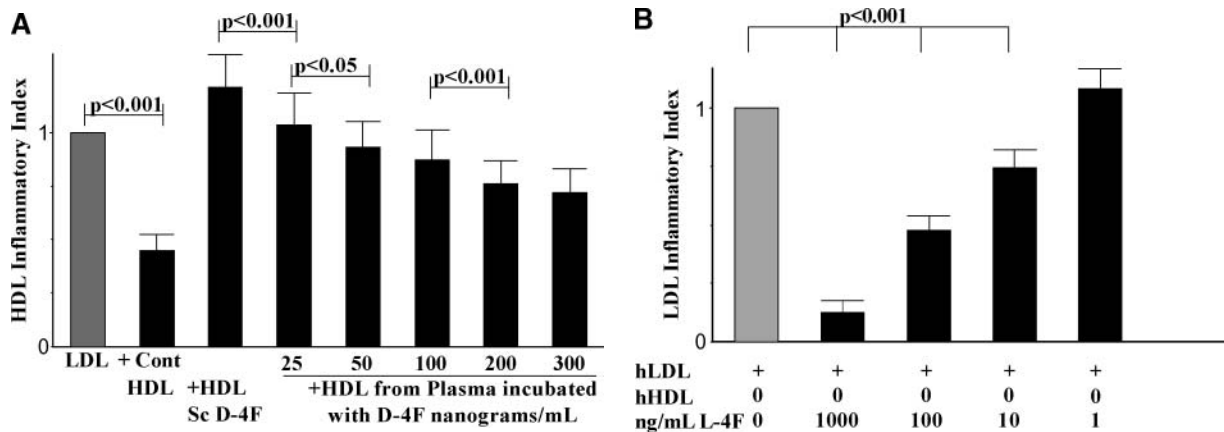 A
HDL Inflammatory Index
1
0
p<0.001
p<0.001
p<0.05
p<0.001
LDL + Cont 25 50 100 200 300
HDL +HDL +HDL from Plasma incubated
Sc D-4F with D-4F nanograms/mL
B
LDL Inflammatory Index
1
0
p<0.001
hLDL + + + + +
hHDL 0 0 0 0 0
ng/mL L-4F 0 1000 100 10 1